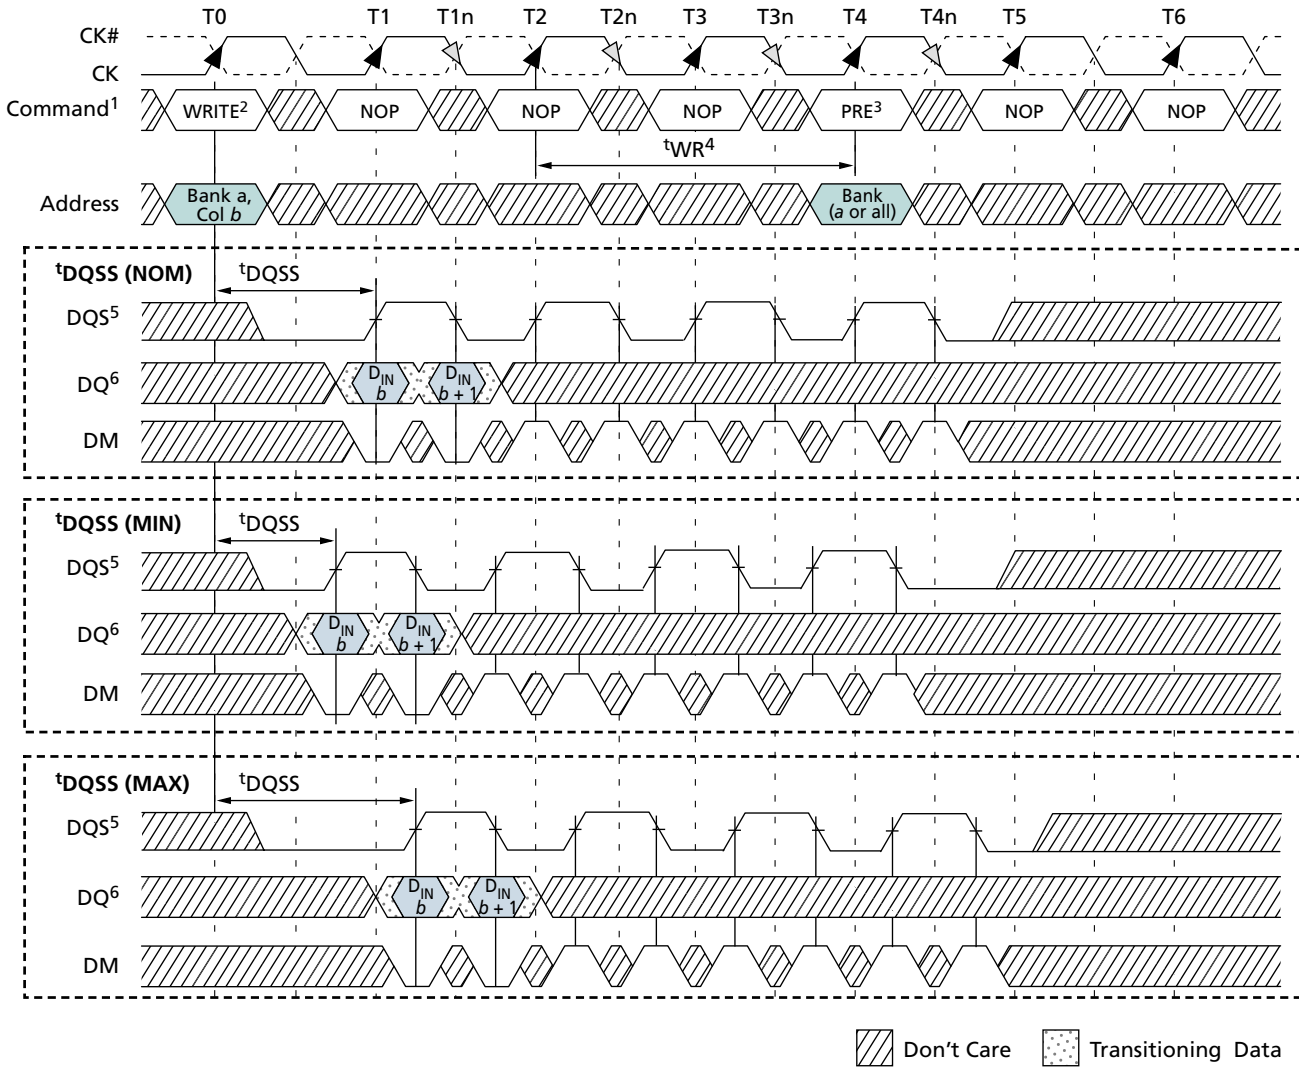 T0 T1 T1n T2 T2n T3 T3n T4 T4n T5 T6
CK#
CK
Command1 WRITE2 NOP NOP NOP PRE3 NOP NOP
tWR4
Address Bank a, Col b Bank (a or all)
tDQSS (NOM) tDQSS
DQS5
DQ6 DIN b DIN b + 1
DM
tDQSS (MIN) tDQSS
DQS5
DQ6 DIN b DIN b + 1
DM
tDQSS (MAX) tDQSS
DQS5
DQ6 DIN b DIN b + 1
DM
Don't Care Transitioning Data